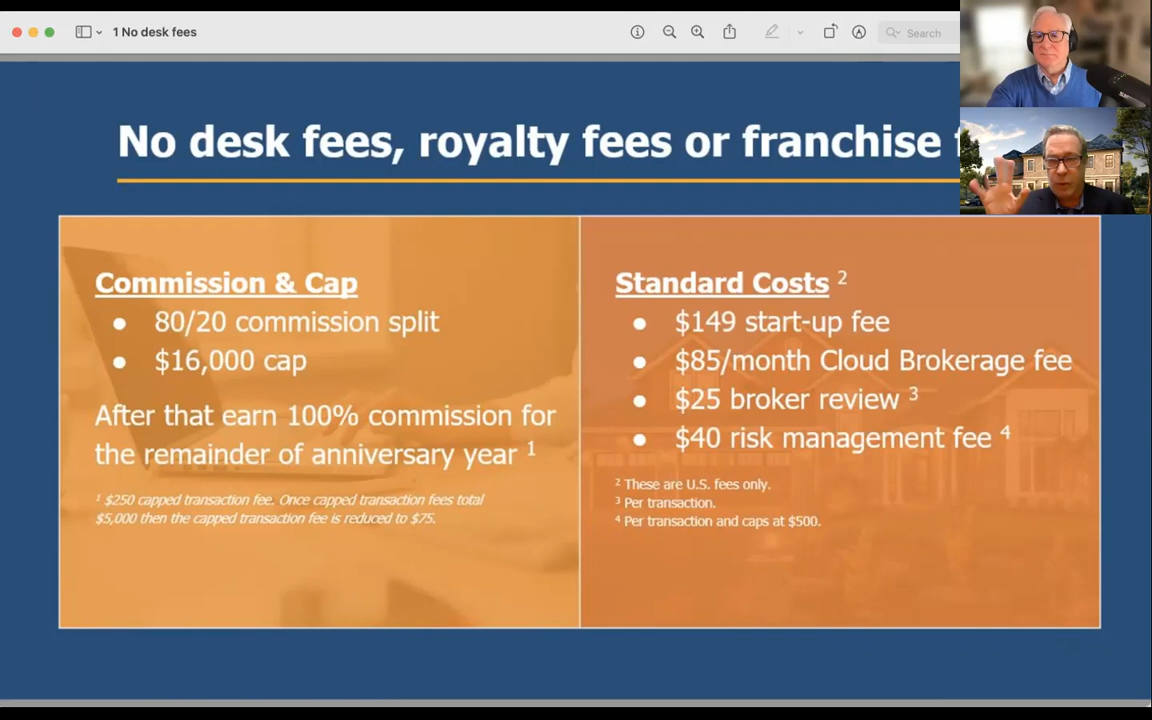 1 No desk fees
Search
No desk fees, royalty fees or franchise
Commission & Cap
● 80/20 commission split
● $16,000 cap
After that earn 100% commission for
the remainder of anniversary year ¹
¹ $250 capped transaction fee. Once capped transaction fees total
$5,000 then the capped transaction fee is reduced to $75.
Standard Costs ²
● $149 start-up fee
● $85/month Cloud Brokerage fee
● $25 broker review ³
● $40 risk management fee ⁴
² These are U.S. fees only.
³ Per transaction.
⁴ Per transaction and caps at $500.